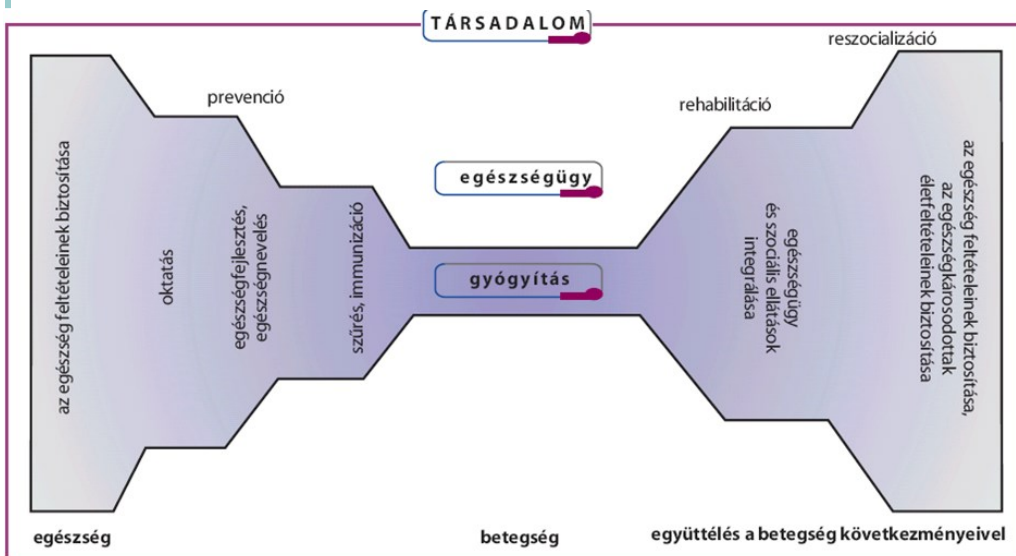 TÁRSADALOM
reszocializáció
prevenció
rehabilitáció
az egészség feltételeinek biztosítása
oktatás
egészségfejlesztés,
egészségnevelés
szűrés, immunizáció
egészségügy
gyógyítás
egészségügy
és szociális ellátások
integrálása
az egészség feltételeinek biztosítása,
az egészségkárosodottak
életfeltételeinek biztosítása
egészség
betegség
együttélés a betegség következményeivel